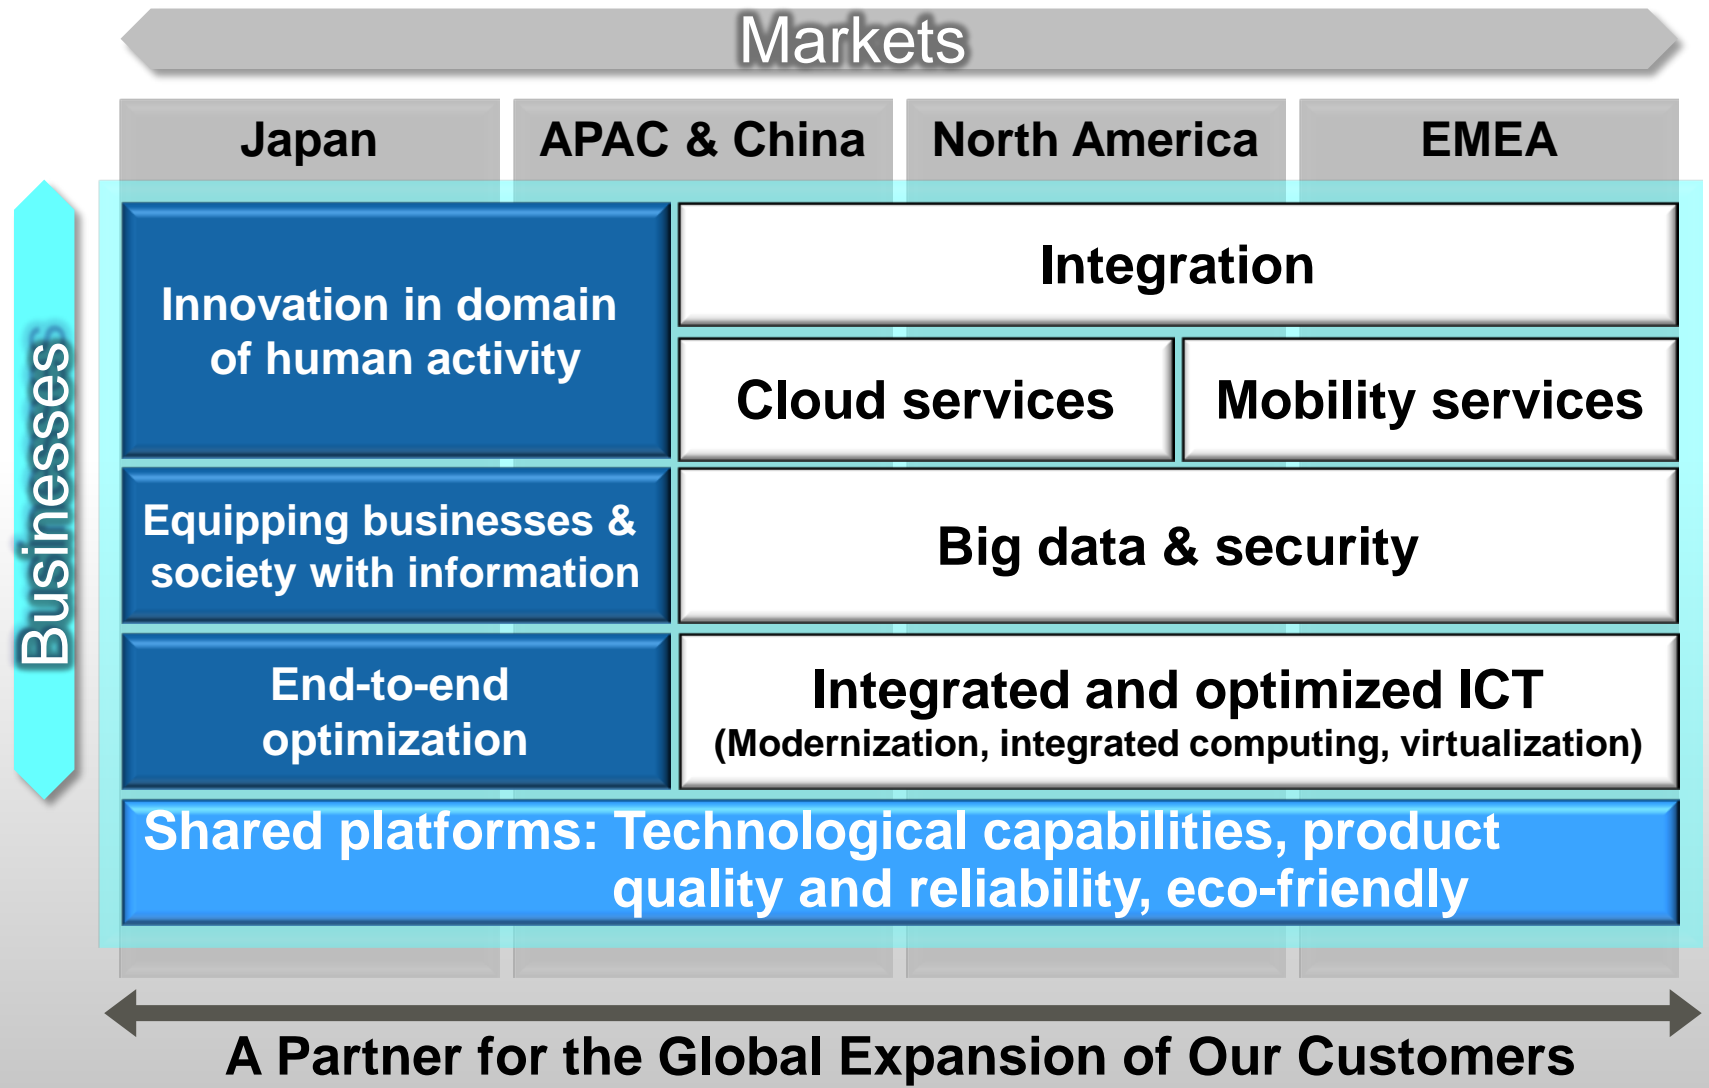 Markets
Japan
APAC & China
North America
EMEA
Businesses
Innovation in domain
of human activity
Integration
Cloud services
Mobility services
Equipping businesses &
society with information
Big data & security
End-to-end
optimization
Integrated and optimized ICT
(Modernization, integrated computing, virtualization)
Shared platforms: Technological capabilities, product
quality and reliability, eco-friendly
A Partner for the Global Expansion of Our Customers